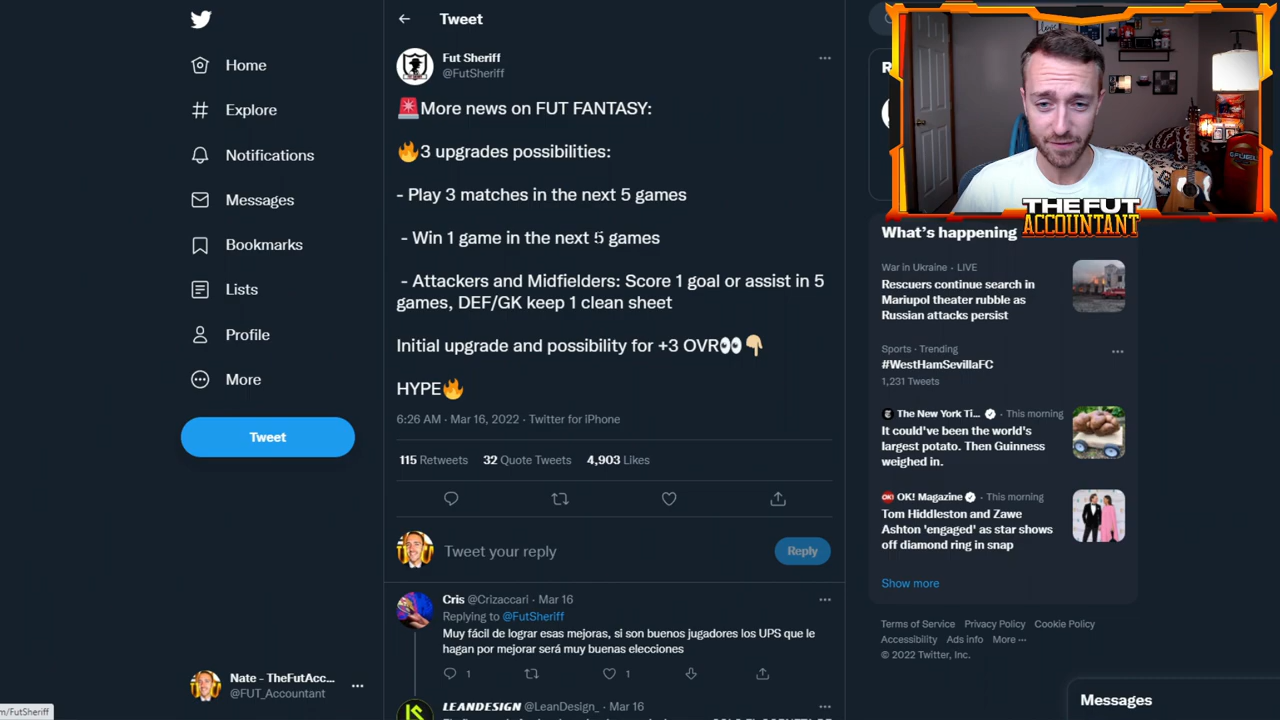 Tweet
Home
Explore
Notifications
Messages
Bookmarks
Lists
Profile
More
Tweet
Nate - TheFutAcc...
@FUT_Accountant
m/FutSheriff
Fut Sheriff
@FutSheriff
🚨More news on FUT FANTASY:
🔥3 upgrades possibilities:
- Play 3 matches in the next 5 games
- Win 1 game in the next 5 games
- Attackers and Midfielders: Score 1 goal or assist in 5
games, DEF/GK keep 1 clean sheet
Initial upgrade and possibility for +3 OVR👀👇🏼
HYPE🔥
6:26 AM · Mar 16, 2022 · Twitter for iPhone
115 Retweets 32 Quote Tweets 4,903 Likes
Tweet your reply
Reply
Cris @Crizaccari · Mar 16
Replying to @FutSheriff
Muy fácil de lograr esas mejoras, si son buenos jugadores los UPS que le
hagan por mejorar será muy buenas elecciones
1 1
LEANDESIGN @LeanDesign_ · Mar 16
THE FUT
ACCOUNTANT
R
What's happening
War in Ukraine · LIVE
Rescuers continue search in
Mariupol theater rubble as
Russian attacks persist
Sports · Trending
#WestHamSevillaFC
1,231 Tweets
The New York Ti... · This morning
It could've been the world's
largest potato. Then Guinness
weighed in.
OK! Magazine · This morning
Tom Hiddleston and Zawe
Ashton 'engaged' as star shows
off diamond ring in snap
Show more
Terms of Service Privacy Policy Cookie Policy
Accessibility Ads info More ···
© 2022 Twitter, Inc.
Messages